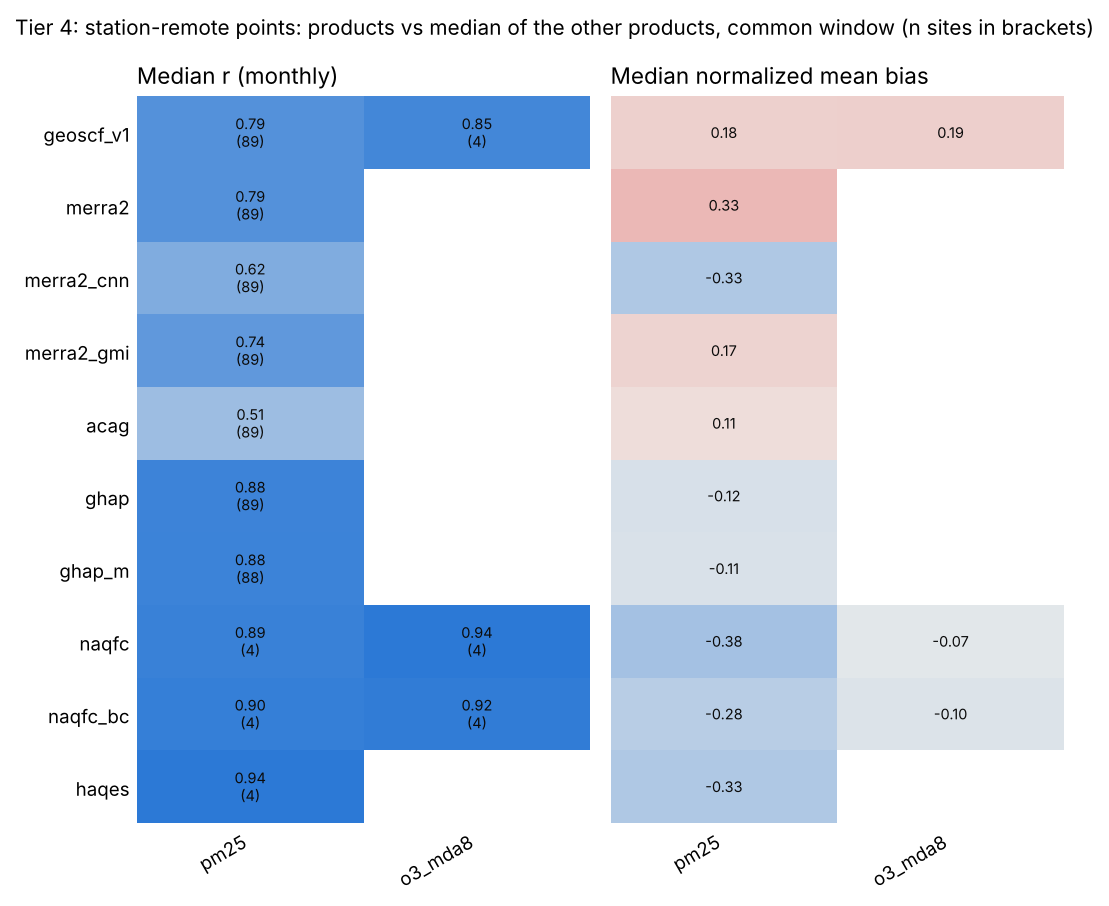 Tier 4: station-remote points: products vs median of the other products, common window (n sites in brackets)
Median r (monthly)
Median normalized mean bias
geoscf_v1
0.79
(89)
0.85
(4)
0.18
0.19
merra2
0.79
(89)
0.33
merra2_cnn
0.62
(89)
-0.33
merra2_gmi
0.74
(89)
0.17
acag
0.51
(89)
0.11
ghap
0.88
(89)
-0.12
ghap_m
0.88
(88)
-0.11
naqfc
0.89
(4)
0.94
(4)
-0.38
-0.07
naqfc_bc
0.90
(4)
0.92
(4)
-0.28
-0.10
haqes
0.94
(4)
-0.33
pm25
o3_mda8
pm25
o3_mda8